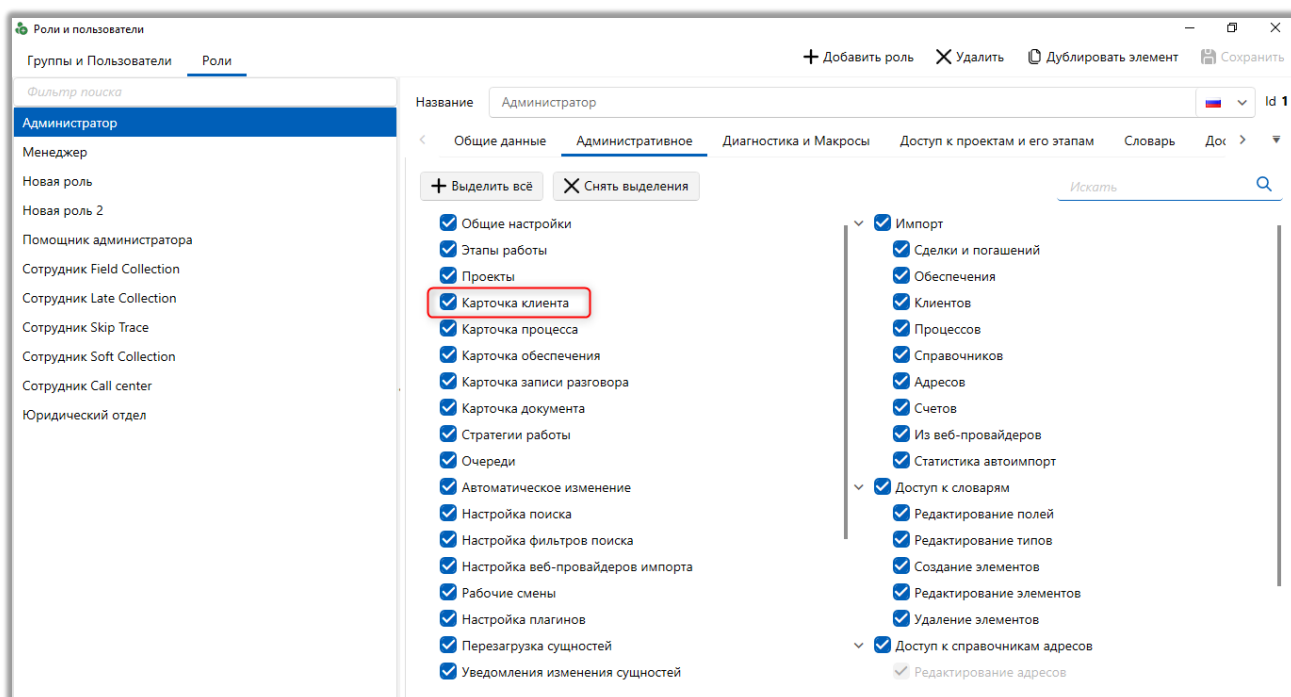 Роли и пользователи
Группы и Пользователи Роли
Добавить роль Удалить Дублировать элемент Сохранить
Фильтр поиска
Администратор
Менеджер
Новая роль
Новая роль 2
Помощник администратора
Сотрудник Field Collection
Сотрудник Late Collection
Сотрудник Skip Trace
Сотрудник Soft Collection
Сотрудник Call center
Юридический отдел
Название Администратор Id 1
Общие данные Административное Диагностика и Макросы Доступ к проектам и его этапам Словарь Дос
Выделить всё Снять выделения Искать
Общие настройки
Этапы работы
Проекты
Карточка клиента
Карточка процесса
Карточка обеспечения
Карточка записи разговора
Карточка документа
Стратегии работы
Очереди
Автоматическое изменение
Настройка поиска
Настройка фильтров поиска
Настройка веб-провайдеров импорта
Рабочие смены
Настройка плагинов
Перезагрузка сущностей
Уведомления изменения сущностей
Импорт
Сделки и погашений
Обеспечения
Клиентов
Процессов
Справочников
Адресов
Счетов
Из веб-провайдеров
Статистика автоимпорт
Доступ к словарям
Редактирование полей
Редактирование типов
Создание элементов
Редактирование элементов
Удаление элементов
Доступ к справочникам адресов
Редактирование адресов